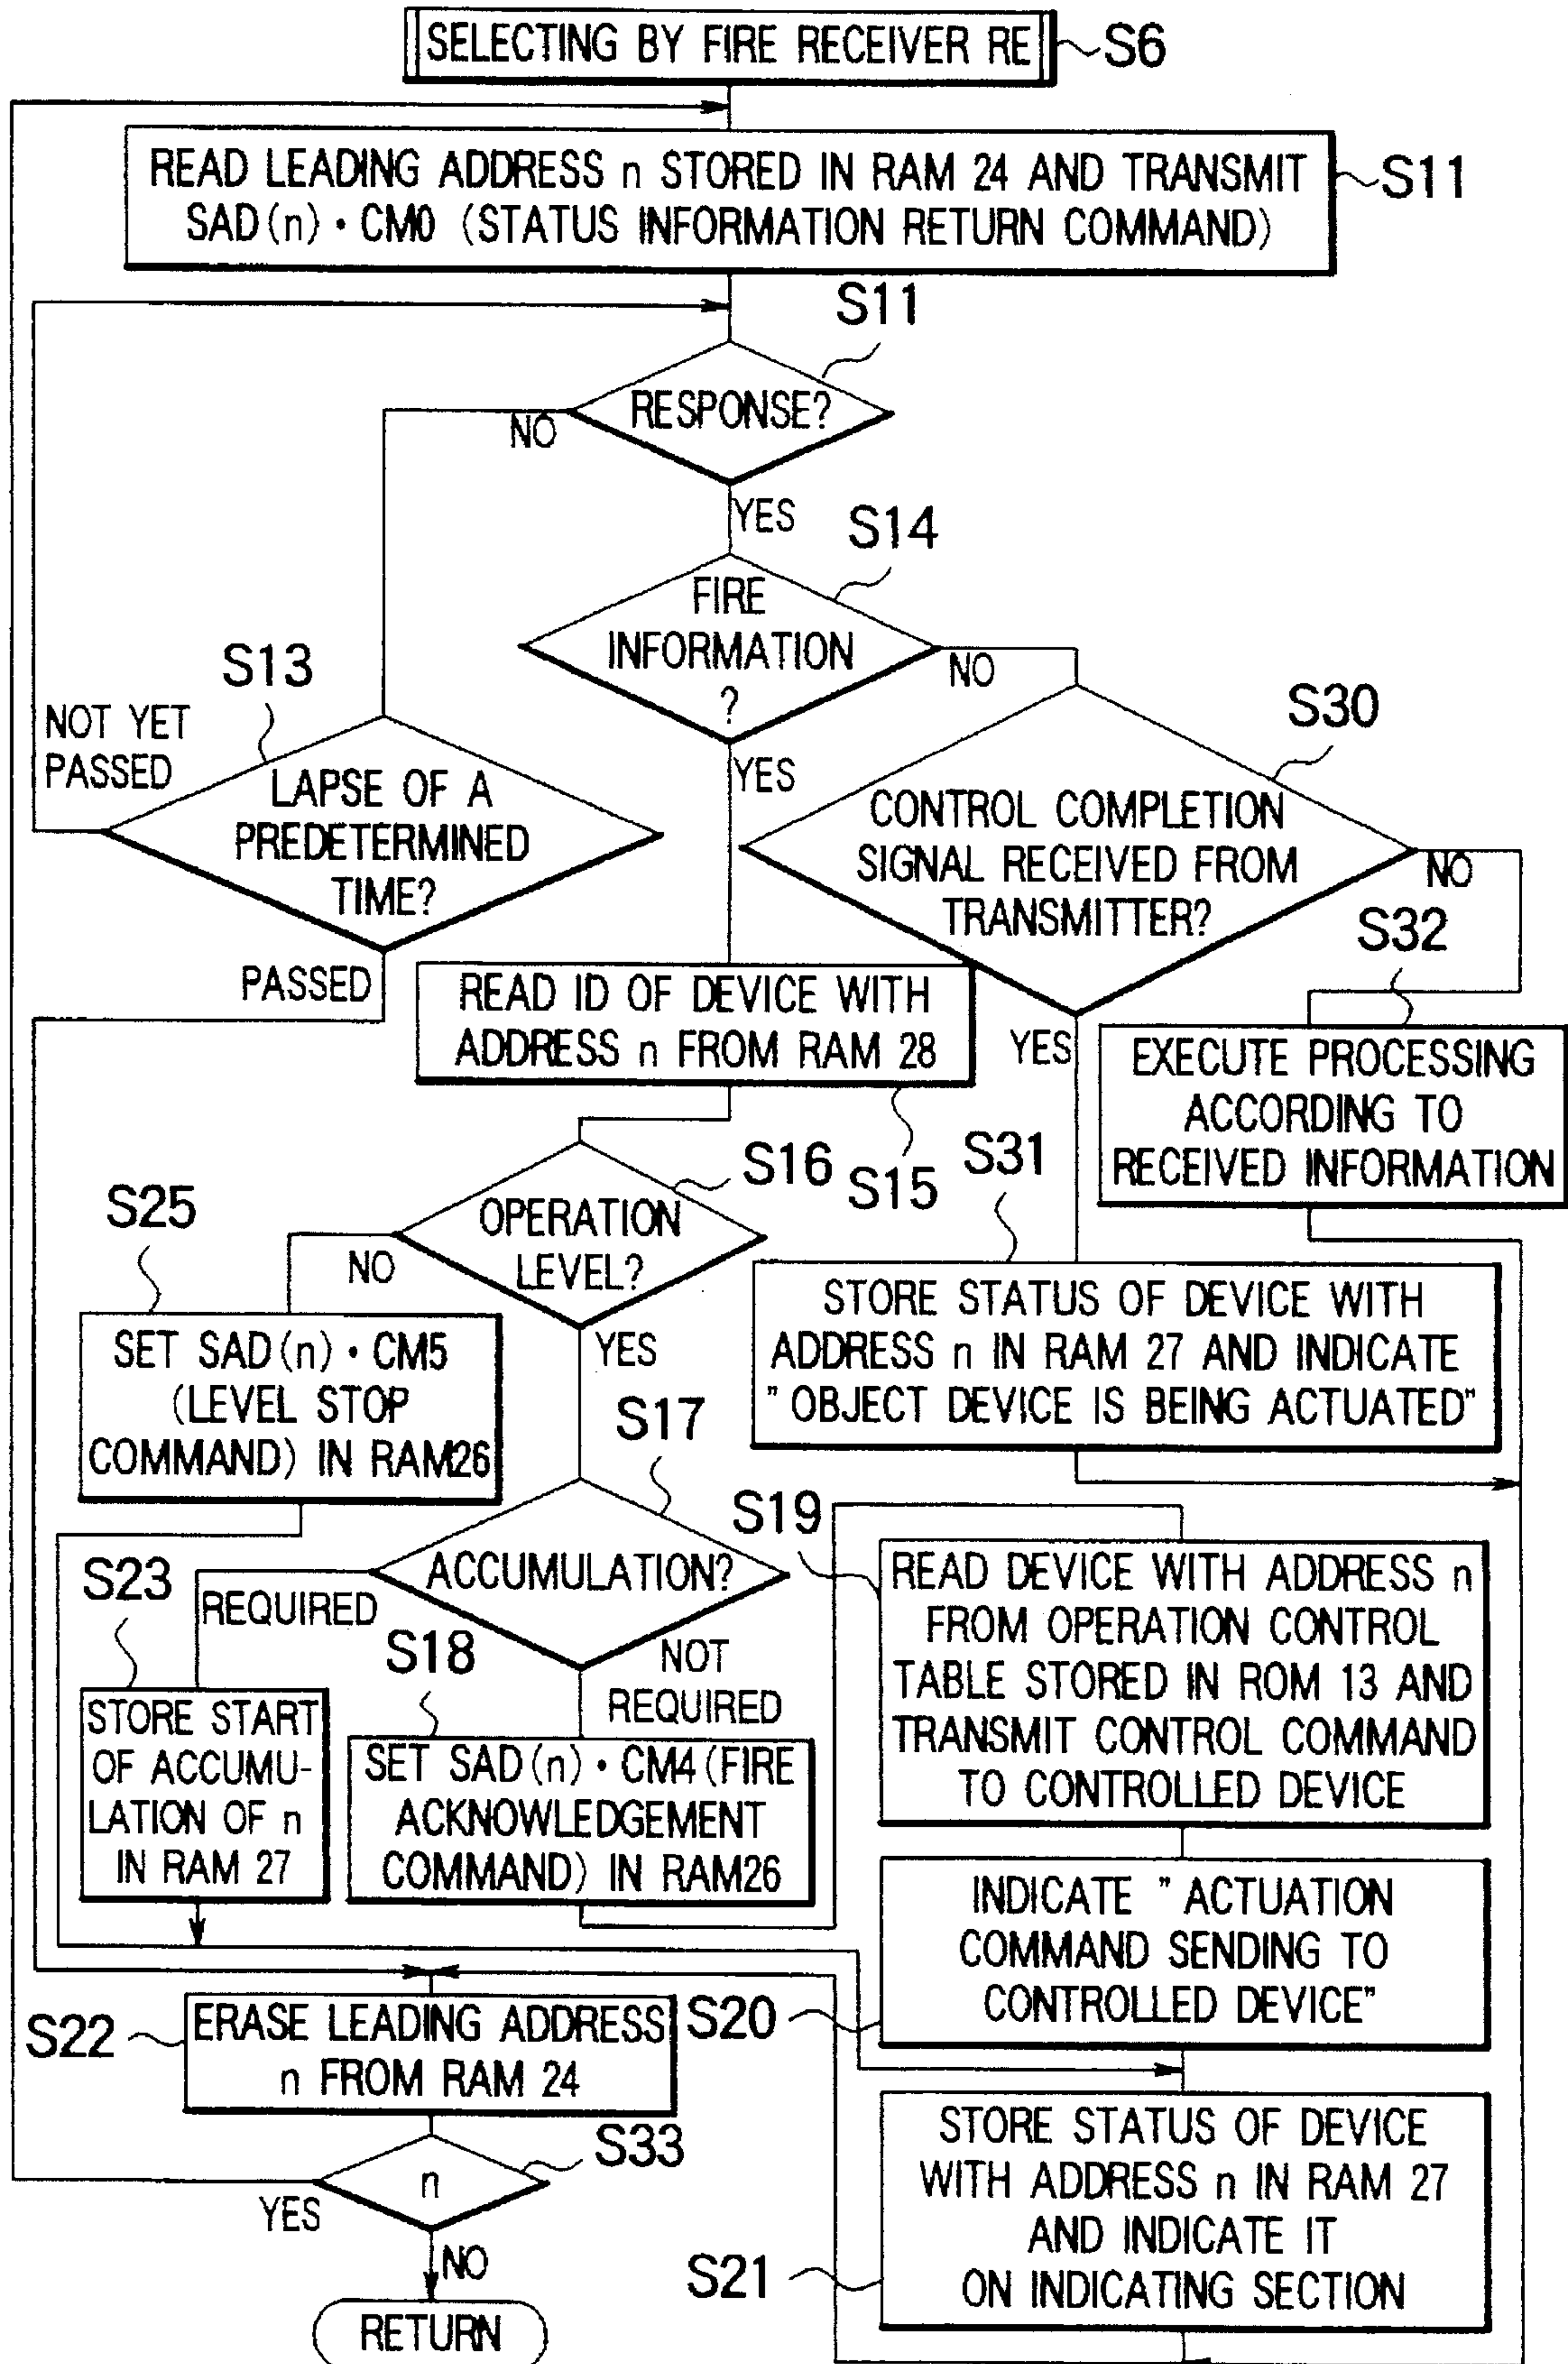 SELECTING BY FIRE RECEIVER RE
S6
READ LEADING ADDRESS n STORED IN RAM 24 AND TRANSMIT
SAD(n)・CM0 (STATUS INFORMATION RETURN COMMAND)
S11
S11
RESPONSE?
NO
YES
S14
FIRE
INFORMATION
?
NO
YES
S13
NOT YET
PASSED
LAPSE OF A
PREDETERMINED
TIME?
PASSED
S30
CONTROL COMPLETION
SIGNAL RECEIVED FROM
TRANSMITTER?
NO
YES
S32
EXECUTE PROCESSING
ACCORDING TO
RECEIVED INFORMATION
READ ID OF DEVICE WITH
ADDRESS n FROM RAM 28
S15
S16
OPERATION
LEVEL?
NO
YES
S31
STORE STATUS OF DEVICE WITH
ADDRESS n IN RAM 27 AND INDICATE
" OBJECT DEVICE IS BEING ACTUATED"
S25
SET SAD(n)・CM5
(LEVEL STOP
COMMAND) IN RAM26
S17
ACCUMULATION?
REQUIRED
NOT
REQUIRED
S23
STORE START
OF ACCUMU-
LATION OF n
IN RAM 27
S18
SET SAD(n)・CM4(FIRE
ACKNOWLEDGEMENT
COMMAND) IN RAM26
S19
READ DEVICE WITH ADDRESS n
FROM OPERATION CONTROL
TABLE STORED IN ROM 13 AND
TRANSMIT CONTROL COMMAND
TO CONTROLLED DEVICE
INDICATE " ACTUATION
COMMAND SENDING TO
CONTROLLED DEVICE"
S20
STORE STATUS OF DEVICE
WITH ADDRESS n IN RAM 27
AND INDICATE IT
ON INDICATING SECTION
S21
S22
ERASE LEADING ADDRESS
n FROM RAM 24
S33
n
YES
NO
RETURN